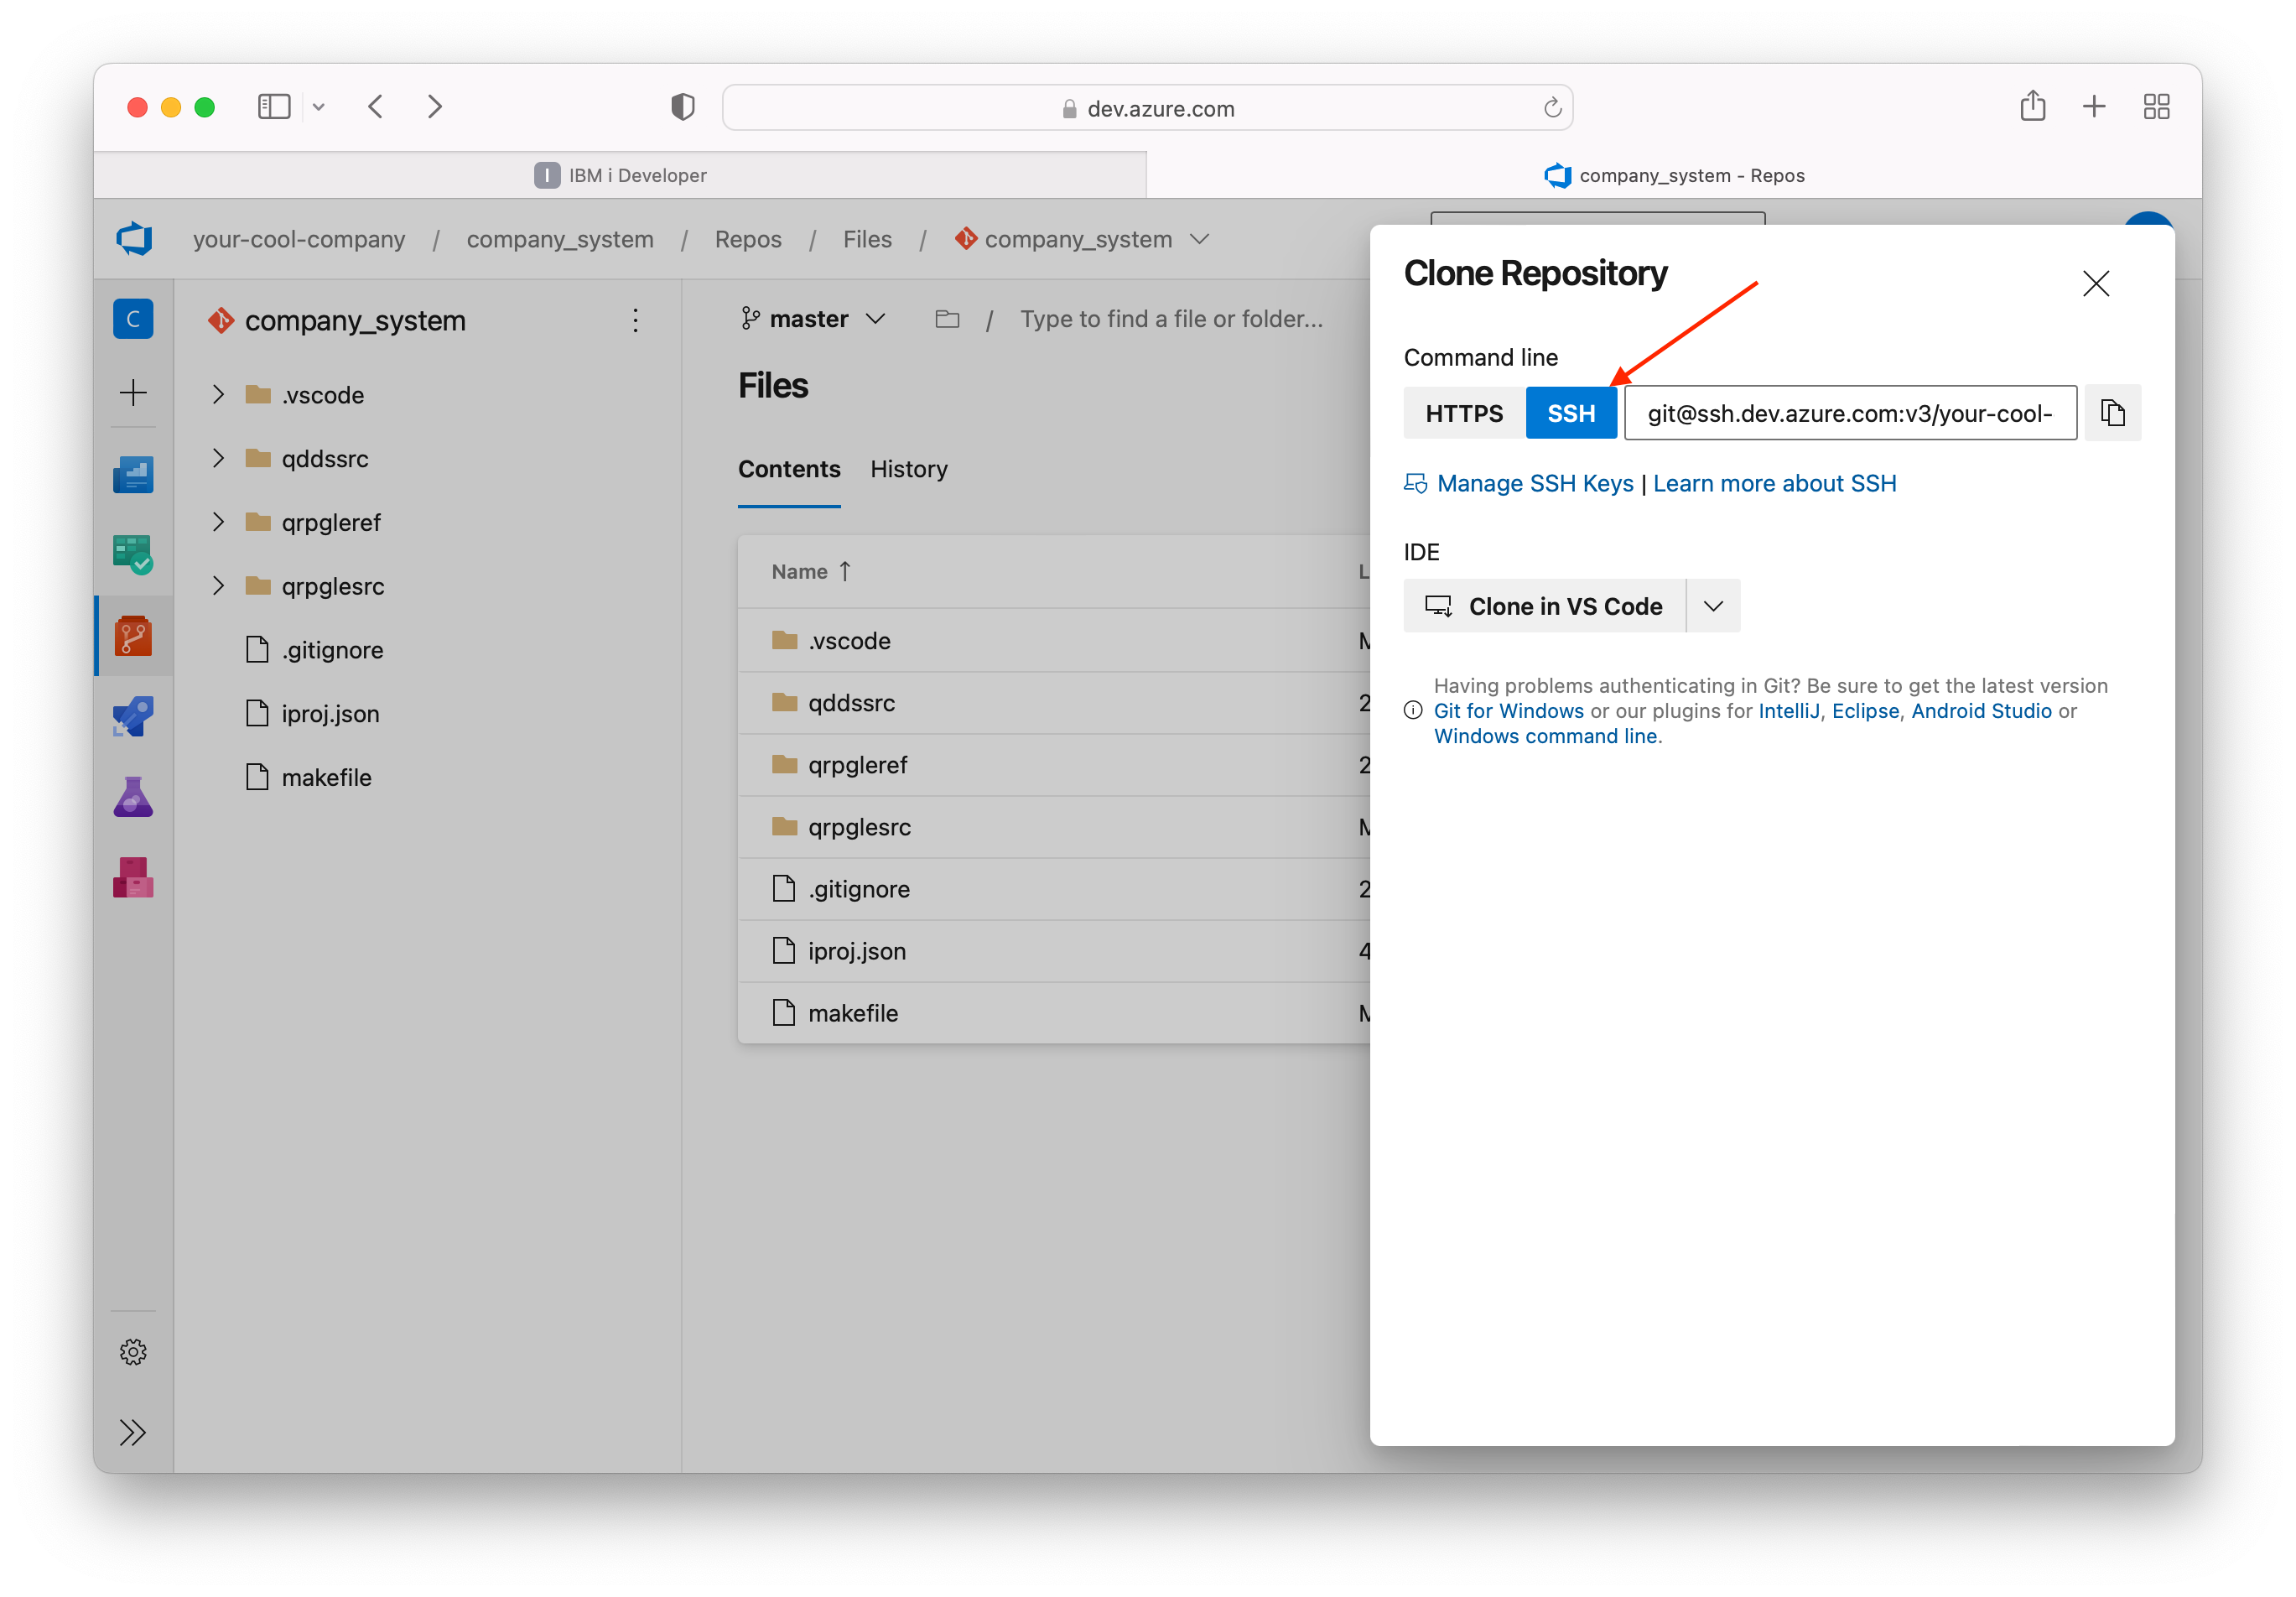 dev.azure.com
I IBM i Developer
company_system - Repos
your-cool-company / company_system / Repos / Files / company_system
C
company_system
.vscode
qddssrc
qrpgleref
qrpglesrc
.gitignore
iproj.json
makefile
master / Type to find a file or folder...
Files
Contents History
Name ↑
.vscode
qddssrc
qrpgleref
qrpglesrc
.gitignore
iproj.json
makefile
Clone Repository
Command line
HTTPS SSH git@ssh.dev.azure.com:v3/your-cool-
Manage SSH Keys | Learn more about SSH
IDE
Clone in VS Code
Having problems authenticating in Git? Be sure to get the latest version
Git for Windows or our plugins for IntelliJ, Eclipse, Android Studio or
Windows command line.